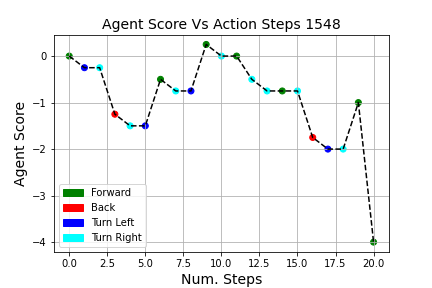 Agent Score Vs Action Steps 1548
Agent Score
0
−1
−2
−3
−4
Forward
Back
Turn Left
Turn Right
0.0 2.5 5.0 7.5 10.0 12.5 15.0 17.5 20.0
Num. Steps